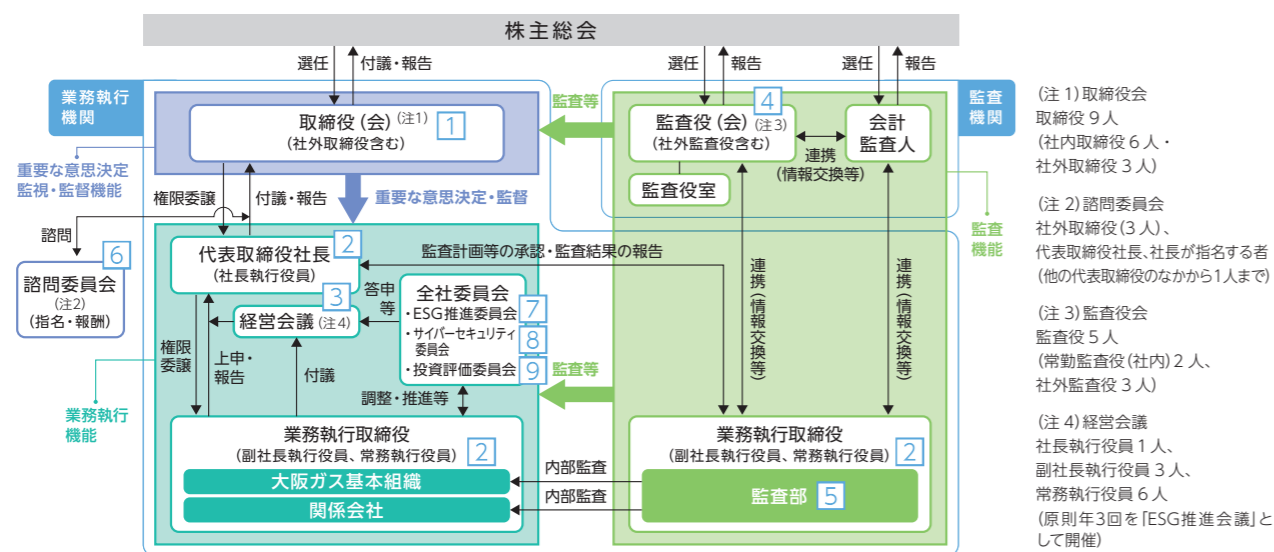 株主総会
選任
付議・報告
選任
報告
選任
報告
業務執行
機関
取締役(会)(注1)
(社外取締役含む)
1
監査等
4
監査役(会)(注3)
(社外監査役含む)
連携
(情報交換等)
会計
監査人
監査
機関
監査役室
重要な意思決定
監視・監督機能
権限委譲
付議・報告
重要な意思決定・監督
監査
機能
諮問
6
諮問委員会
(注2)
(指名・報酬)
代表取締役社長
(社長執行役員)
2
監査計画等の承認・監査結果の報告
3
経営会議(注4)
答申
等
全社委員会
・ESG推進委員会 7
・サイバーセキュリティ
委員会 8
・投資評価委員会 9
連携(情報交換等)
連携(情報交換等)
権限
委譲
上申・
報告
付議
調整・推進等
監査等
業務執行
機能
業務執行取締役
(副社長執行役員、常務執行役員)
2
大阪ガス基本組織
関係会社
内部監査
内部監査
業務執行取締役
(副社長執行役員、常務執行役員)
2
監査部 5
(注1)取締役会
取締役9人
(社内取締役6人・
社外取締役3人)
(注2)諮問委員会
社外取締役(3人)、
代表取締役社長、社長が指名する者
(他の代表取締役のなかから1人まで)
(注3)監査役会
監査役5人
(常勤監査役(社内)2人、
社外監査役3人)
(注4)経営会議
社長執行役員1人、
副社長執行役員3人、
常務執行役員6人
(原則年3回を「ESG推進会議」と
して開催)